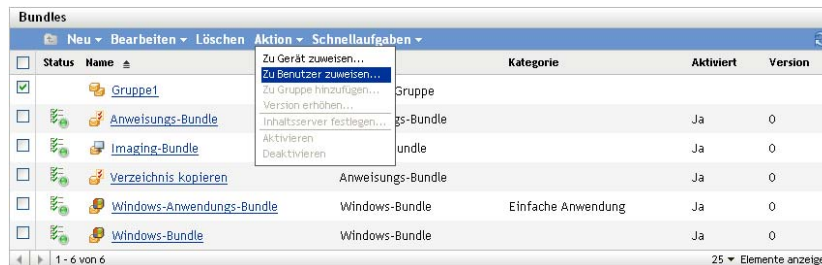 Bundles
Neu Bearbeiten Löschen Aktion Schnellaufgaben
Status Name Kategorie Aktiviert Version
Zu Gerät zuweisen...
Zu Benutzer zuweisen...
Zu Gruppe hinzufügen...
Version erhöhen...
Inhaltsserver festlegen...
Aktivieren
Deaktivieren
Gruppe1 Gruppe
Anweisungs-Bundle gs-Bundle Ja 0
Imaging-Bundle undle Ja 0
Verzeichnis kopieren Anweisungs-Bundle Ja 0
Windows-Anwendungs-Bundle Windows-Bundle Einfache Anwendung Ja 0
Windows-Bundle Windows-Bundle Ja 0
1 - 6 von 6 25 Elemente anzeige